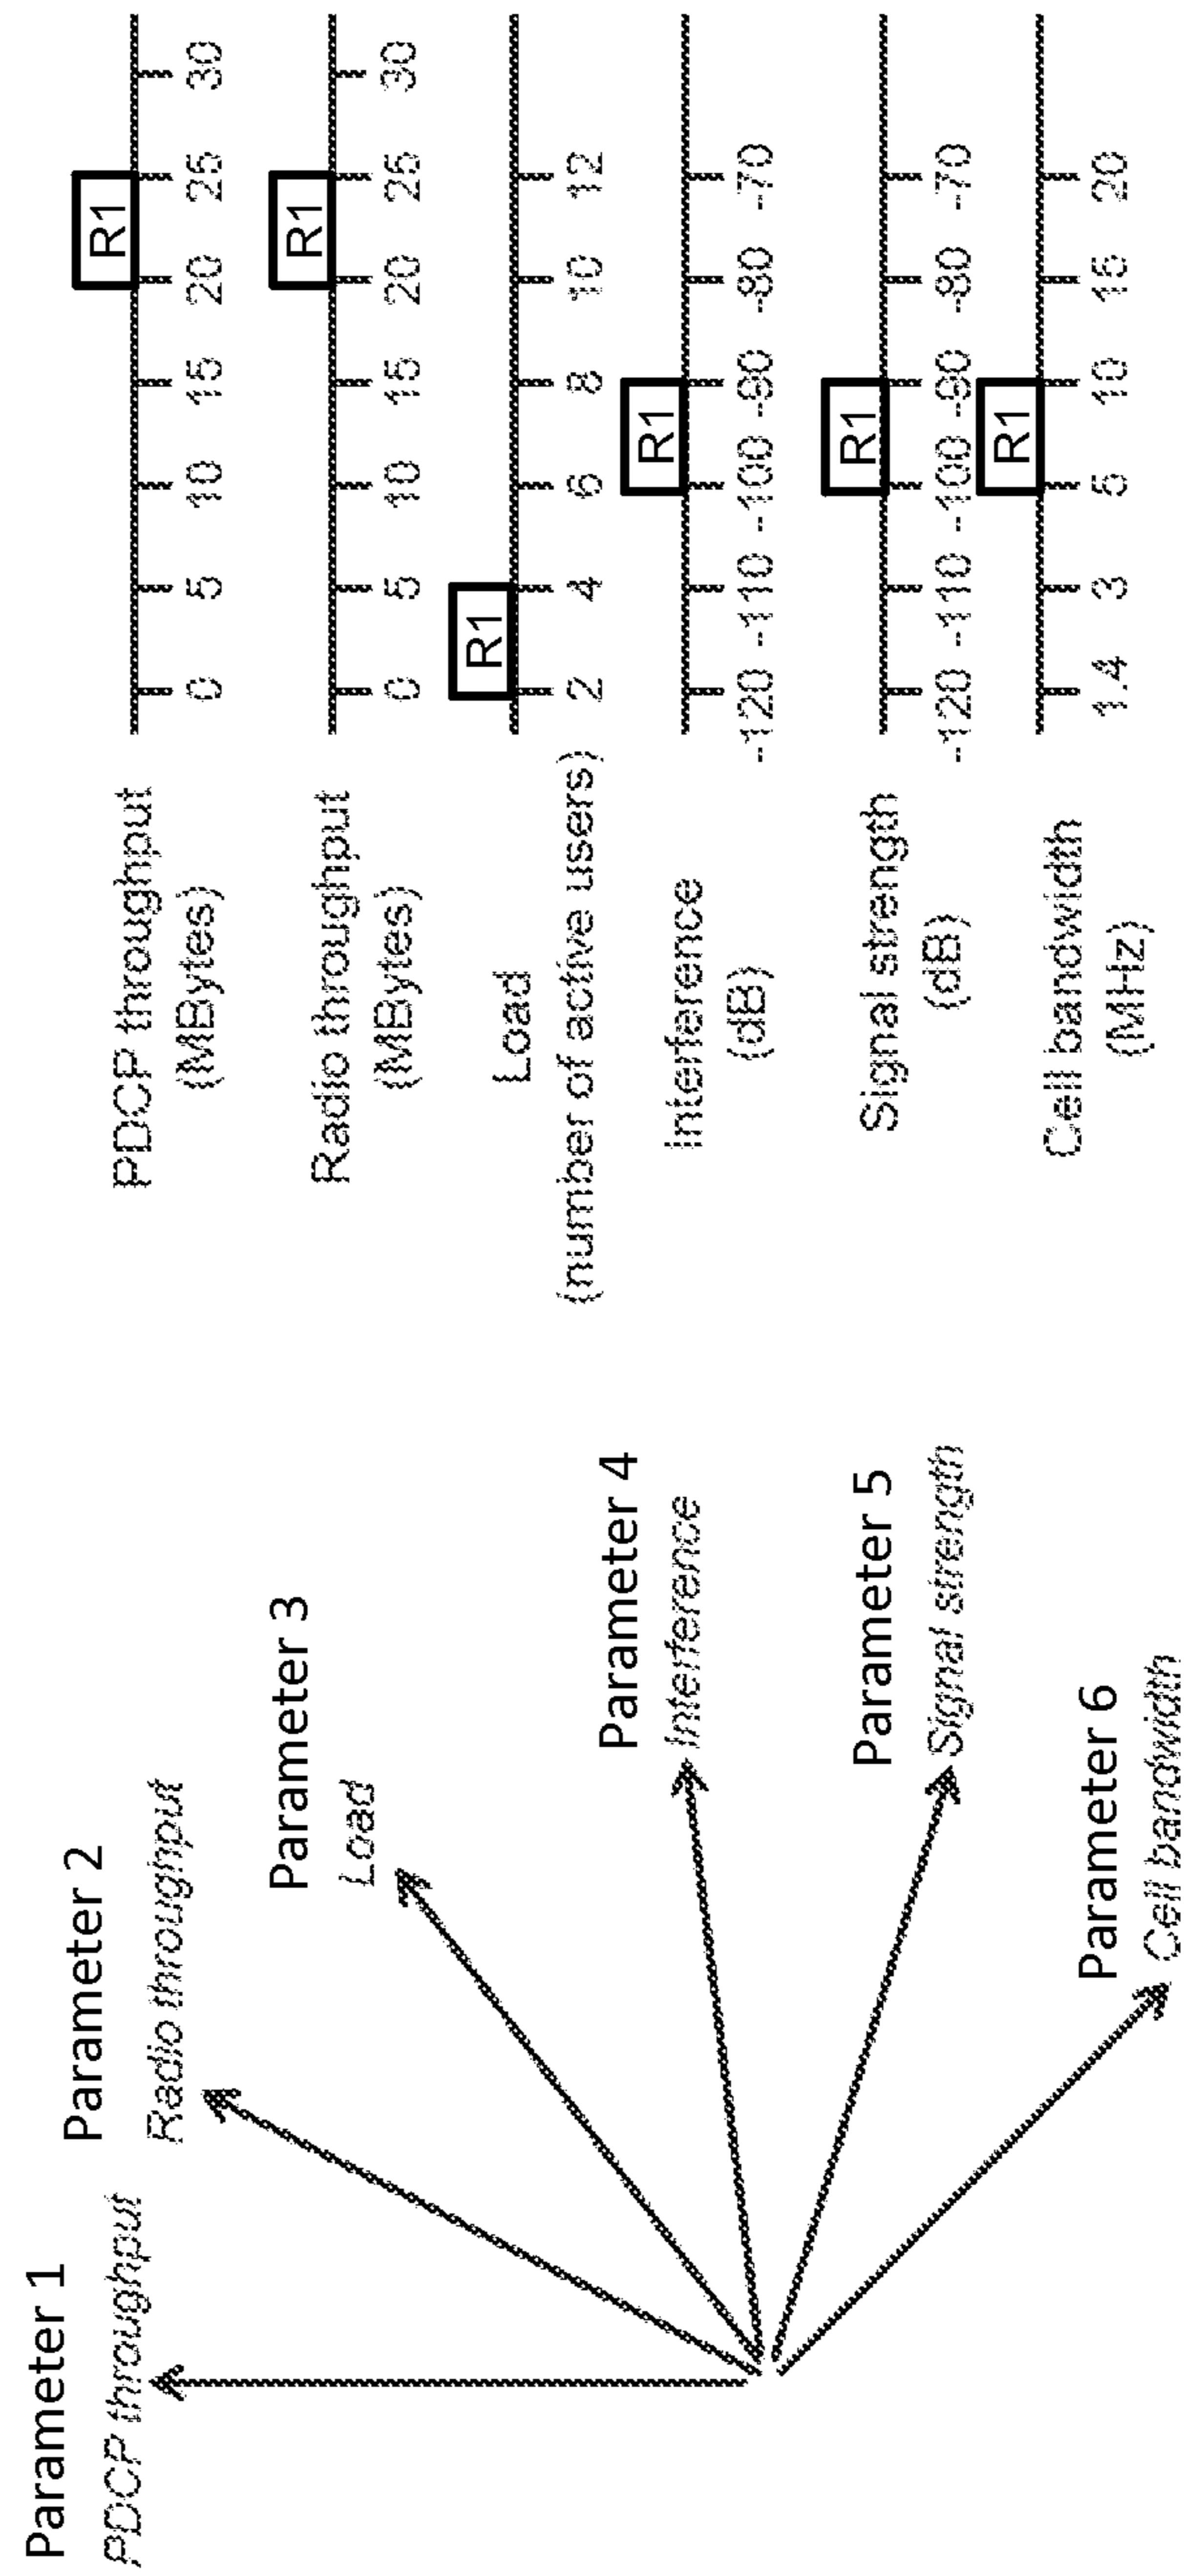 Parameter 1
PDCP throughput
Parameter 2
Radio throughput
Parameter 3
Load
Parameter 4
Interference
Parameter 5
Signal strength
Parameter 6
Cell bandwidth
PDCP throughput
(MBytes)
R1
0 5 10 15 20 25 30
Radio throughput
(MBytes)
R1
0 5 10 15 20 25 30
Load
(number of active users)
R1
2 4 6 8 10 12
Interference
(dB)
R1
-120 -110 -100 -90 -80 -70
Signal strength
(dB)
R1
-120 -110 -100 -90 -80 -70
Cell bandwidth
(MHz)
R1
1.4 3 5 10 15 20